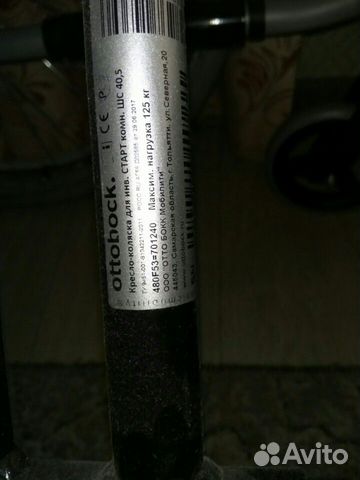 ottobock.
Кресло-коляска для инв. СТАРТ комн. ШС 40,5
480F53=701240 Максим. нагрузка 125 кг
ООО "ОТТО БОКК Мобилити"
Самарская область, г. Тольятти, ул. Северная, 20
Avito